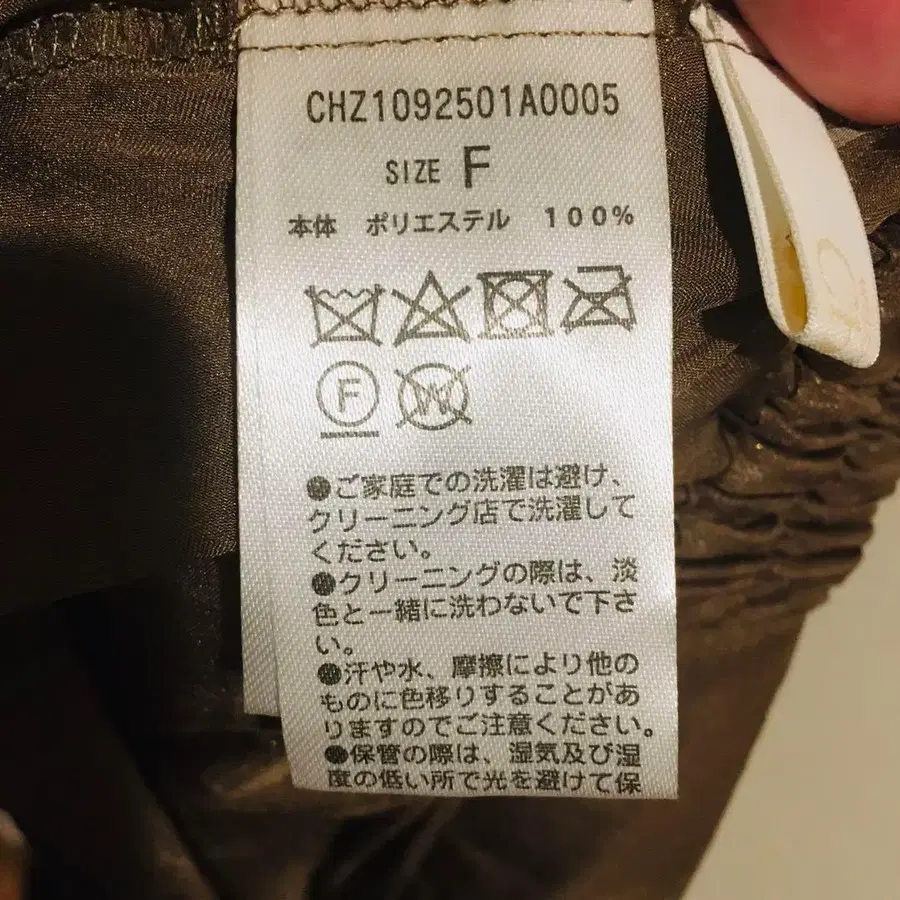 CHZ1092501A0005
SIZE F
本体 ポリエステル 100%
F
W
●ご家庭での洗濯は避け、
クリーニング店で洗濯して
ください。
●クリーニングの際は、淡
色と一緒に洗わないで下さ
い。
●汗や水、摩擦により他の
ものに色移りすることがあ
りますのでご注意ください。
●保管の際は、湿気及び湿
度の低い所で光を避けて保